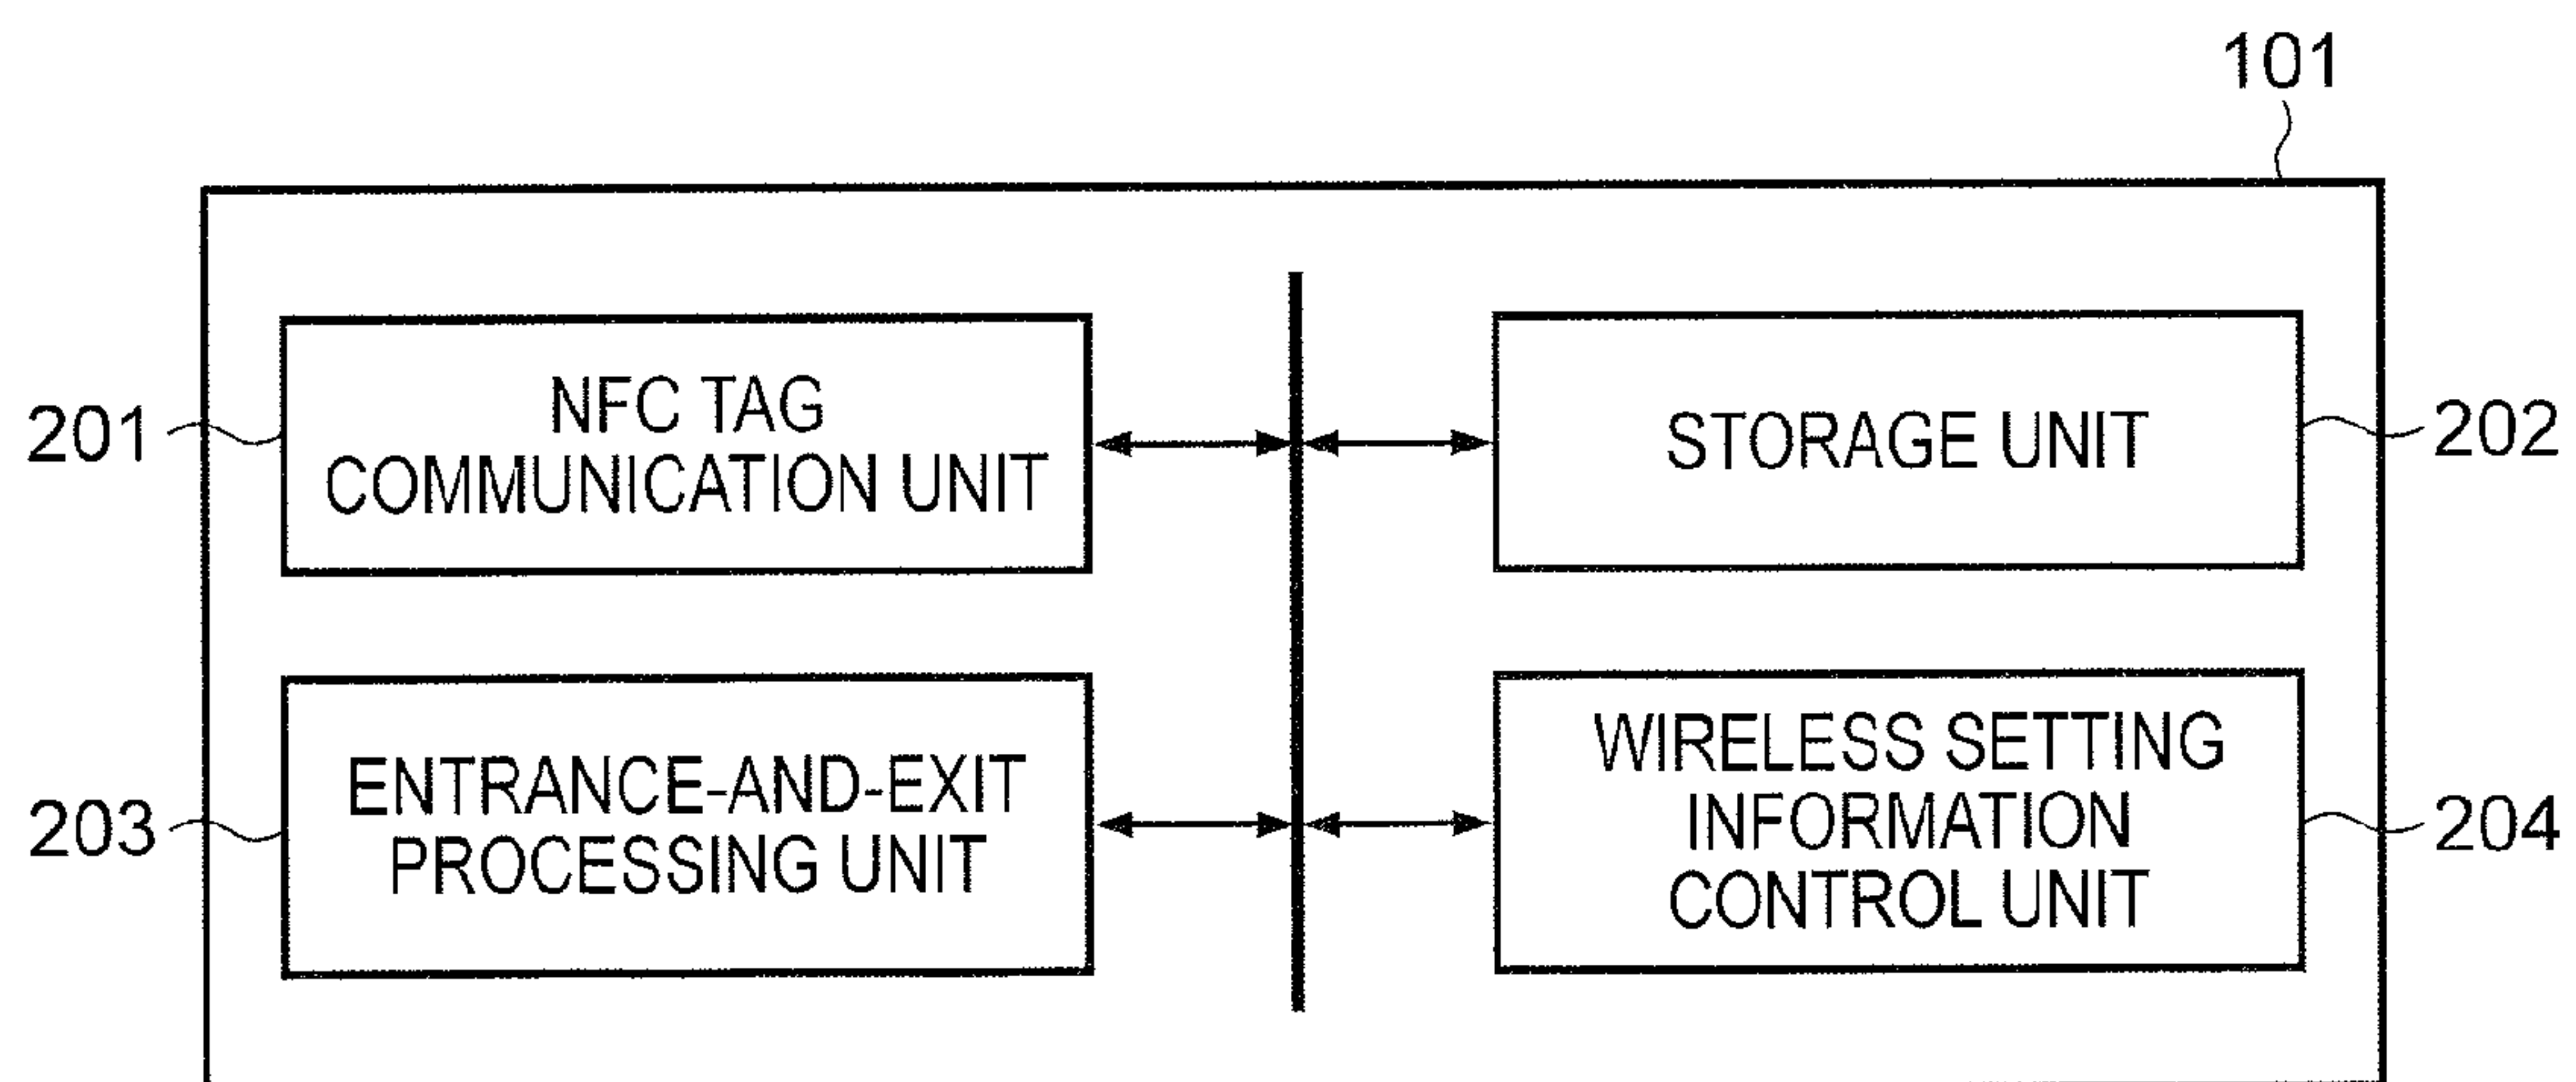 101
201
NFC TAG
COMMUNICATION UNIT
STORAGE UNIT
202
203
ENTRANCE-AND-EXIT
PROCESSING UNIT
WIRELESS SETTING
INFORMATION
CONTROL UNIT
204